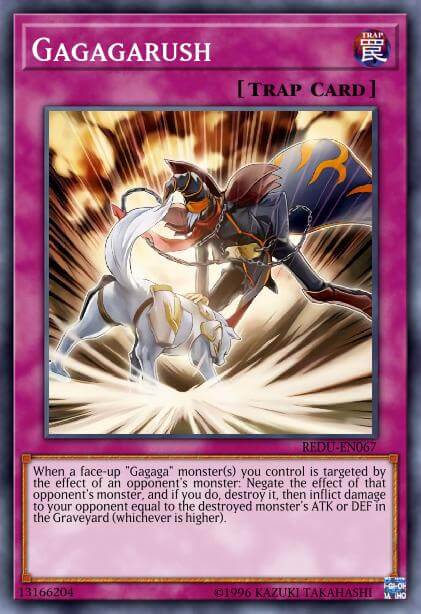 Gagagarush
TRAP
罠
[Trap Card]
REDU-EN067
When a face-up "Gagaga" monster(s) you control is targeted by
the effect of an opponent's monster: Negate the effect of that
opponent's monster, and if you do, destroy it, then inflict damage
to your opponent equal to the destroyed monster's ATK or DEF in
the Graveyard (whichever is higher).
13166204
©1996 KAZUKI TAKAHASHI